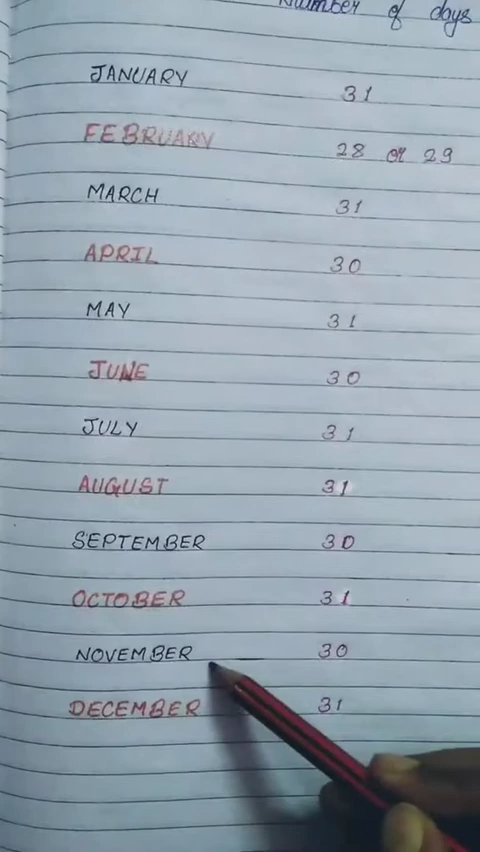 Number of days
JANUARY 31
FEBRUARY 28 or 29
MARCH 31
APRIL 30
MAY 31
JUNE 30
JULY 31
AUGUST 31
SEPTEMBER 30
OCTOBER 31
NOVEMBER 30
DECEMBER 31